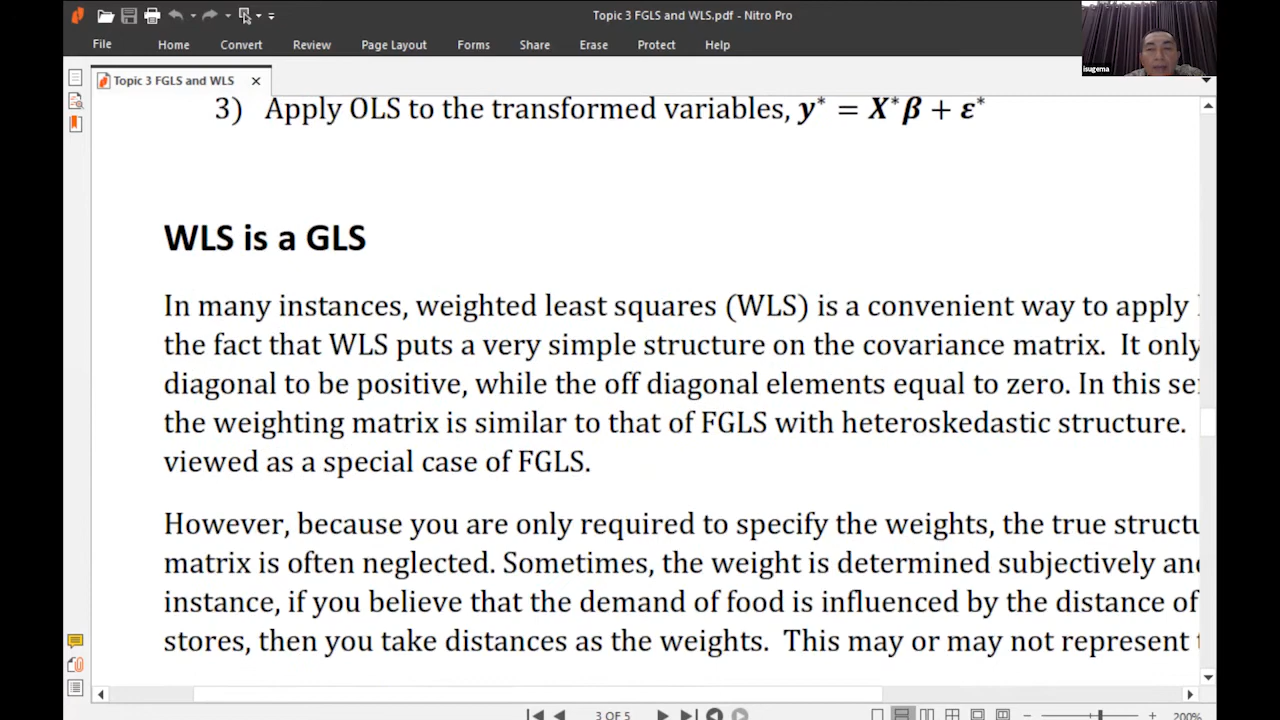 Topic 3 FGLS and WLS.pdf - Nitro Pro
isugema
File Home Convert Review Page Layout Forms Share Erase Protect Help
Topic 3 FGLS and WLS
3) Apply OLS to the transformed variables, y* = X*β + ε*
WLS is a GLS
In many instances, weighted least squares (WLS) is a convenient way to apply
the fact that WLS puts a very simple structure on the covariance matrix. It only
diagonal to be positive, while the off diagonal elements equal to zero. In this se
the weighting matrix is similar to that of FGLS with heteroskedastic structure.
viewed as a special case of FGLS.
However, because you are only required to specify the weights, the true structu
matrix is often neglected. Sometimes, the weight is determined subjectively and
instance, if you believe that the demand of food is influenced by the distance of
stores, then you take distances as the weights. This may or may not represent
3 OF 5
200%